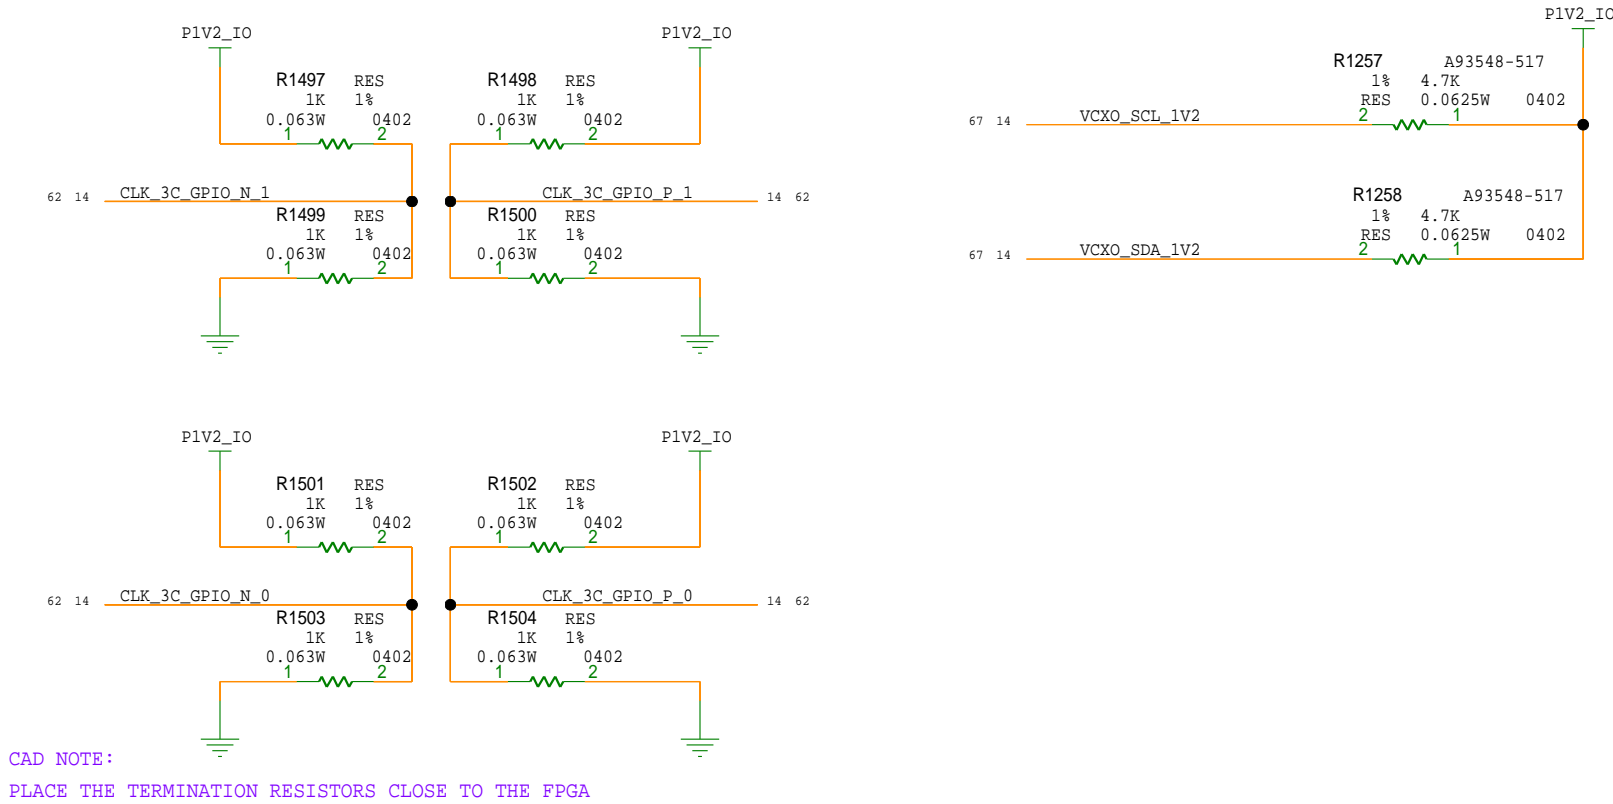 P1V2_IO
R1497 RES
1K 1%
0.063W 0402
1 2
62 14 CLK_3C_GPIO_N_1
R1499 RES
1K 1%
0.063W 0402
1 2
P1V2_IO
R1498 RES
1K 1%
0.063W 0402
1 2
CLK_3C_GPIO_P_1 14 62
R1500 RES
1K 1%
0.063W 0402
1 2
P1V2_IO
R1257 A93548-517
1% 4.7K
RES 0.0625W 0402
2 1
67 14 VCXO_SCL_1V2
R1258 A93548-517
1% 4.7K
RES 0.0625W 0402
2 1
67 14 VCXO_SDA_1V2
P1V2_IO
R1501 RES
1K 1%
0.063W 0402
1 2
62 14 CLK_3C_GPIO_N_0
R1503 RES
1K 1%
0.063W 0402
1 2
P1V2_IO
R1502 RES
1K 1%
0.063W 0402
1 2
CLK_3C_GPIO_P_0 14 62
R1504 RES
1K 1%
0.063W 0402
1 2
CAD NOTE:
PLACE THE TERMINATION RESISTORS CLOSE TO THE FPGA